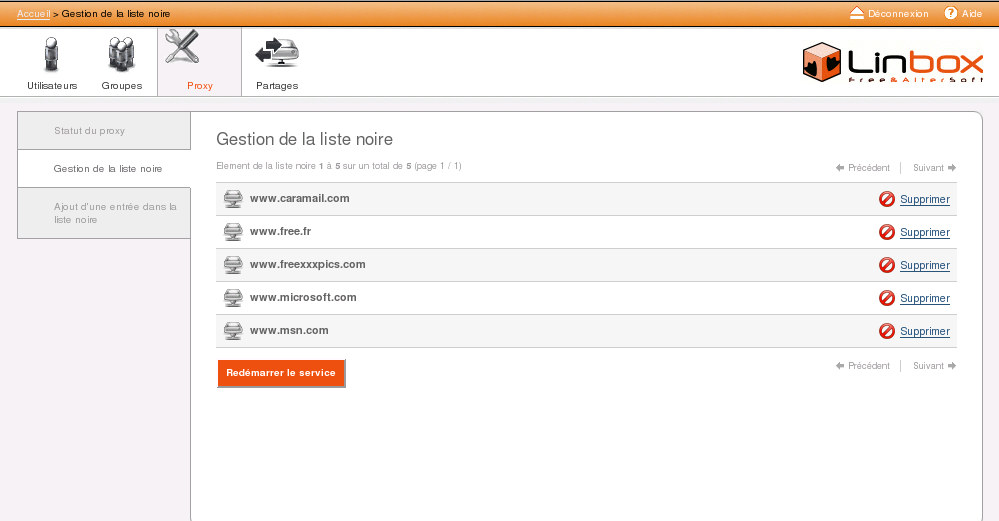 Accueil > Gestion de la liste noire
Déconnexion
Aide
Utilisateurs
Groupes
Proxy
Partages
Linbox
Free&AlterSoft
Statut du proxy
Gestion de la liste noire
Ajout d'une entrée dans la
liste noire
Gestion de la liste noire
Element de la liste noire 1 à 5 sur un total de 5 (page 1 / 1)
Précédent
Suivant
www.caramail.com
Supprimer
www.free.fr
Supprimer
www.freexxxpics.com
Supprimer
www.microsoft.com
Supprimer
www.msn.com
Supprimer
Redémarrer le service
Précédent
Suivant